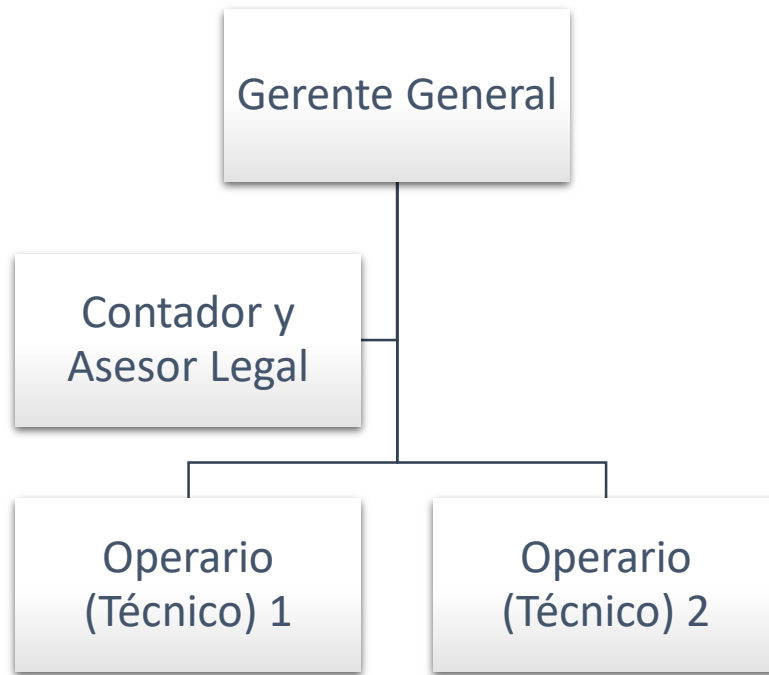 Gerente General
Contador y
Asesor Legal
Operario
(Técnico) 1
Operario
(Técnico) 2